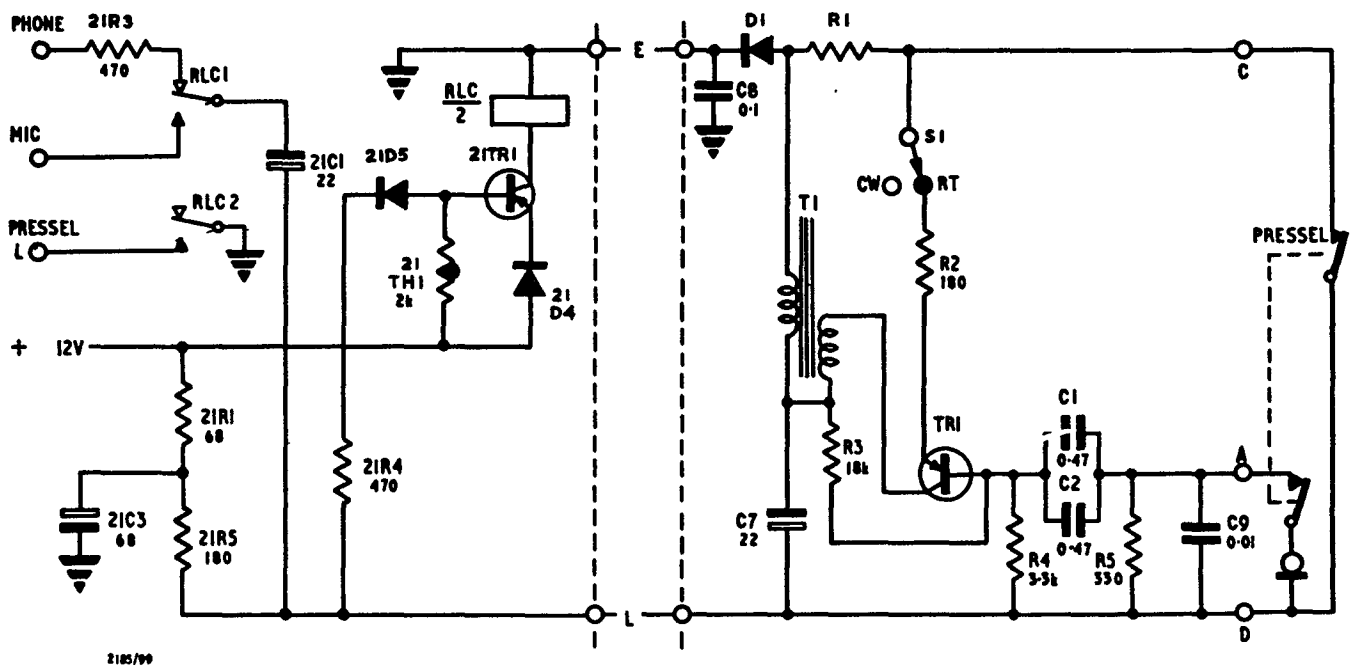 PHONE
21R3
470
RLC1
MIC
21C1
22
RLC2
PRESSEL
L
+ 12V
21R1
68
21C3
68
21R5
180
21R4
470
21D5
21TR1
RLC
2
21
TH1
2k
21
D4
E
L
C8
0·1
D1
R1
S1
CW
RT
T1
R2
180
R3
18k
TR1
C7
22
C1
0·47
C2
0·47
R4
3·3k
R5
330
C9
0·01
A
C
D
PRESSEL
2185/99